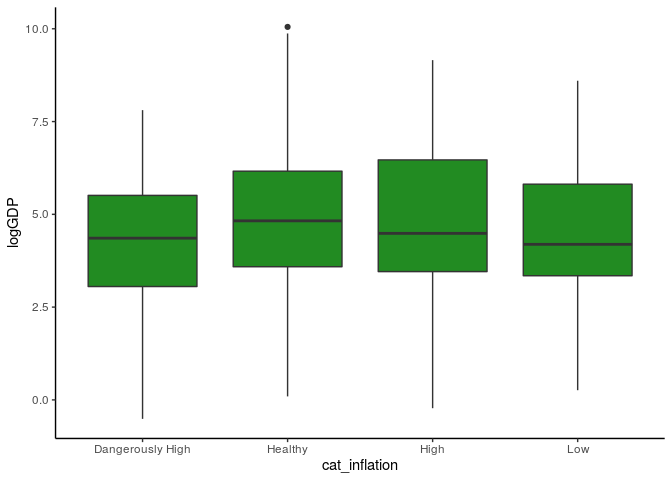 10.0
7.5
5.0
2.5
0.0
logGDP
Dangerously High
Healthy
High
Low
cat_inflation